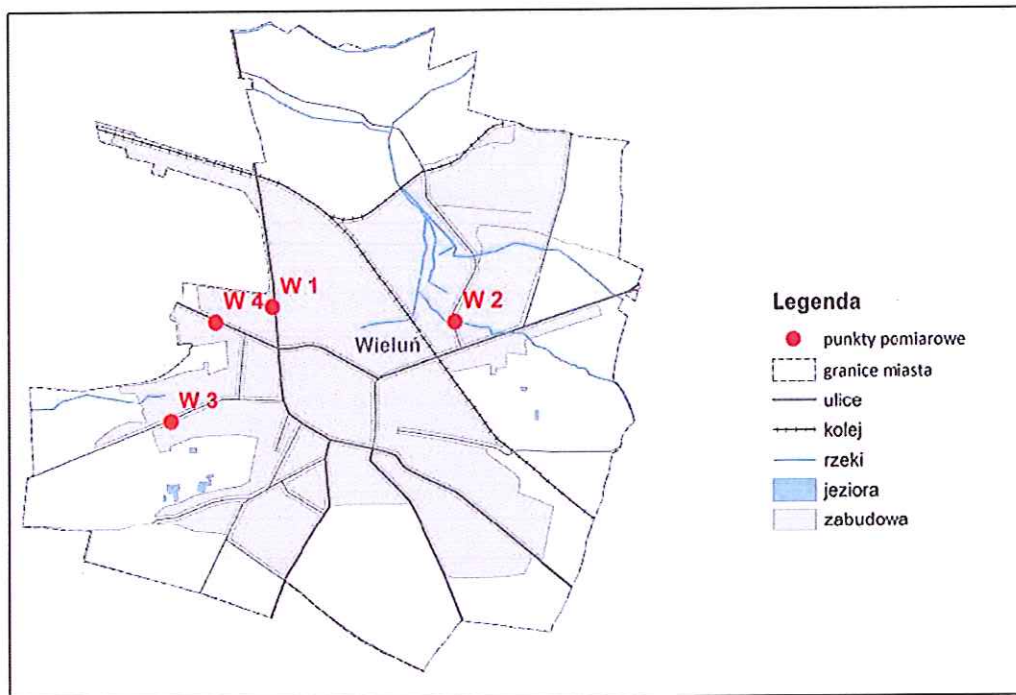 W 1
W 4
W 2
Wieluń
W 3
Legenda
punkty pomiarowe
granice miasta
ulice
kolej
rzeki
jeziora
zabudowa